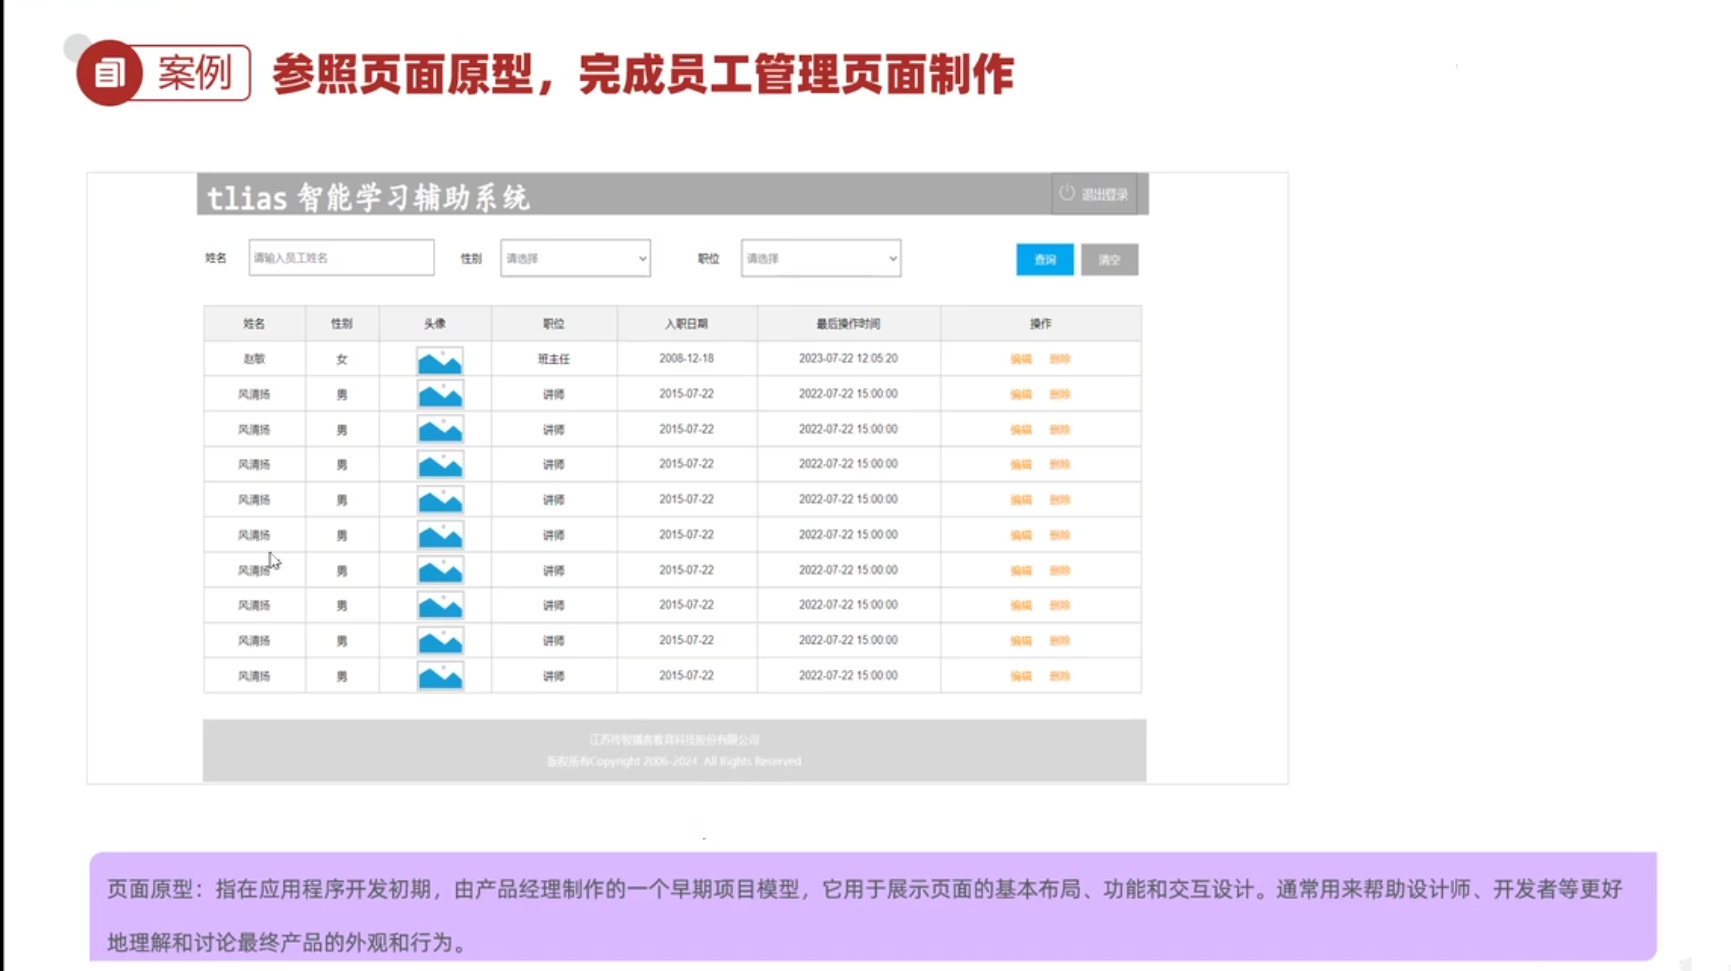 案例
参照页面原型，完成员工管理页面制作
tlias 智能学习辅助系统
退出登录
姓名 请输入员工姓名 性别 请选择 职位 请选择 查询 清空
姓名 性别 头像 职位 入职日期 最后操作时间 操作
赵敏 女 班主任 2008-12-18 2023-07-22 12:05:20 编辑 删除
风清扬 男 讲师 2015-07-22 2022-07-22 15:00:00 编辑 删除
风清扬 男 讲师 2015-07-22 2022-07-22 15:00:00 编辑 删除
风清扬 男 讲师 2015-07-22 2022-07-22 15:00:00 编辑 删除
风清扬 男 讲师 2015-07-22 2022-07-22 15:00:00 编辑 删除
风清扬 男 讲师 2015-07-22 2022-07-22 15:00:00 编辑 删除
风清扬 男 讲师 2015-07-22 2022-07-22 15:00:00 编辑 删除
风清扬 男 讲师 2015-07-22 2022-07-22 15:00:00 编辑 删除
风清扬 男 讲师 2015-07-22 2022-07-22 15:00:00 编辑 删除
风清扬 男 讲师 2015-07-22 2022-07-22 15:00:00 编辑 删除
江苏传智播客教育科技股份有限公司
版权所有Copyright 2006-2024 All Rights Reserved
页面原型：指在应用程序开发初期，由产品经理制作的一个早期项目模型，它用于展示页面的基本布局、功能和交互设计。通常用来帮助设计师、开发者等更好
地理解和讨论最终产品的外观和行为。